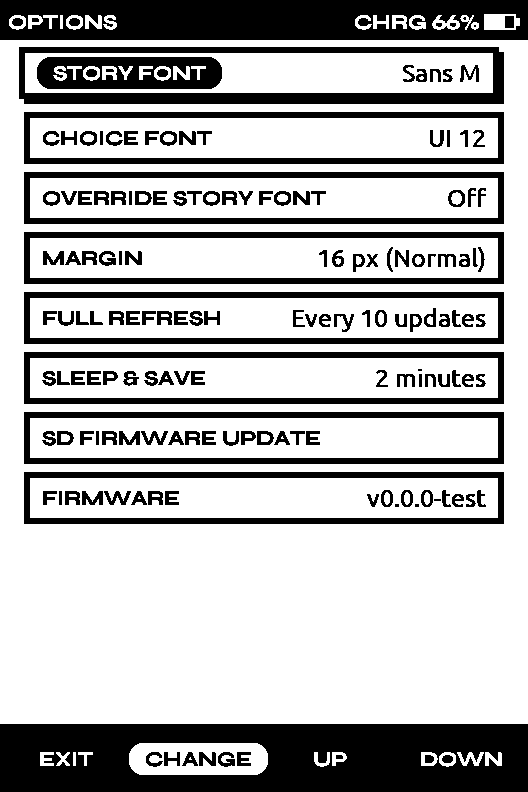 OPTIONS CHRG 66%
STORY FONT Sans M
CHOICE FONT UI 12
OVERRIDE STORY FONT Off
MARGIN 16 px (Normal)
FULL REFRESH Every 10 updates
SLEEP & SAVE 2 minutes
SD FIRMWARE UPDATE
FIRMWARE v0.0.0-test
EXIT CHANGE UP DOWN